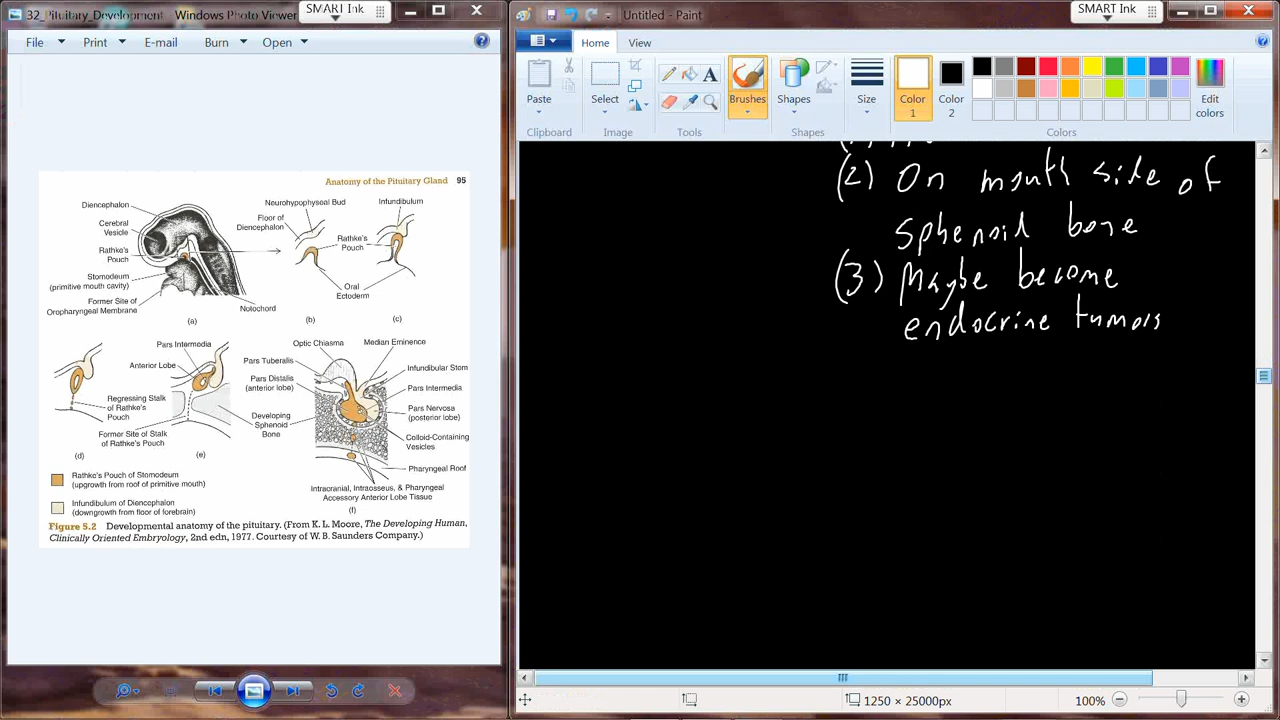 32_Pituitary_Development - Windows Photo Viewer
SMART Ink
File Print E-mail Burn Open
Anatomy of the Pituitary Gland 95
Diencephalon
Cerebral
Vesicle
Rathke's
Pouch
Stomodeum
(primitive mouth cavity)
Former Site of
Oropharyngeal Membrane
Notochord
(a)
Neurohypophyseal Bud
Floor of
Diencephalon
Infundibulum
Rathke's
Pouch
Oral
Ectoderm
(b)
(c)
Pars Intermedia
Anterior Lobe
Regressing Stalk
of Rathke's
Pouch
Former Site of Stalk
of Rathke's Pouch
(d)
(e)
Developing
Sphenoid
Bone
Optic Chiasma
Median Eminence
Pars Tuberalis
Pars Distalis
(anterior lobe)
Infundibular Stem
Pars Intermedia
Pars Nervosa
(posterior lobe)
Colloid-Containing
Vesicles
Pharyngeal Roof
Intracranial, Intraosseus, & Pharyngeal
Accessory Anterior Lobe Tissue
(f)
Rathke's Pouch of Stomodeum
(upgrowth from roof of primitive mouth)
Infundibulum of Diencephalon
(downgrowth from floor of forebrain)
Figure 5.2 Developmental anatomy of the pituitary. (From K. L. Moore, The Developing Human,
Clinically Oriented Embryology, 2nd edn, 1977. Courtesy of W. B. Saunders Company.)
Untitled - Paint
SMART Ink
Home View
Paste
Select
Brushes
Shapes
Size
Color
1
Color
2
Edit
colors
Clipboard
Image
Tools
Shapes
Colors
(2) On mouth side of
sphenoid bone
(3) Maybe become
endocrine tumors
1250 × 25000px
100%